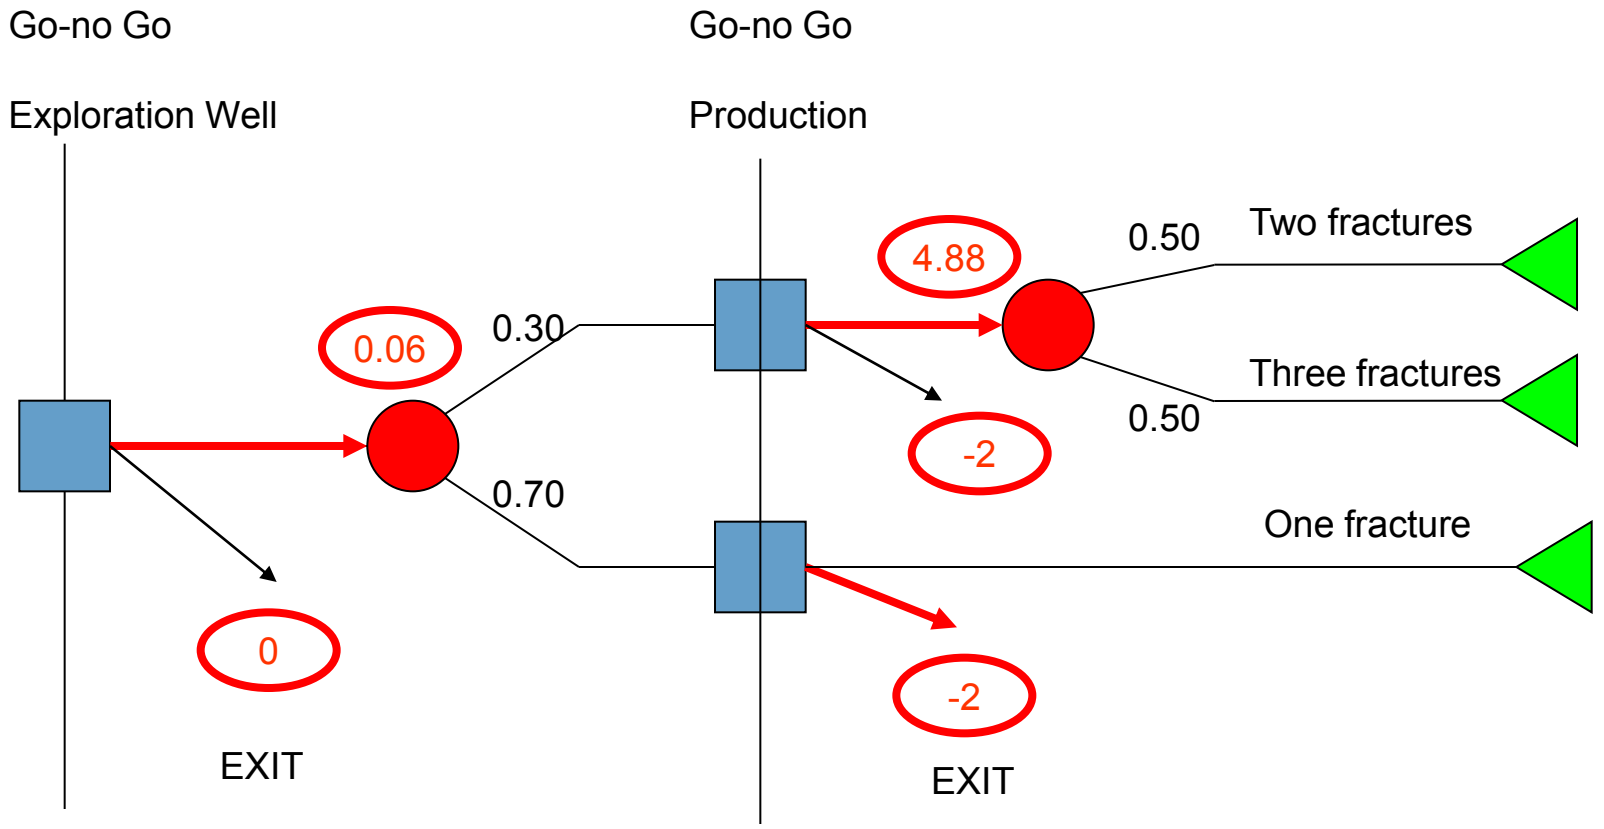 Go-no Go
Exploration Well
Go-no Go
Production
0.06
0.30
0.70
0
EXIT
4.88
0.50
Two fractures
Three fractures
0.50
-2
One fracture
-2
EXIT